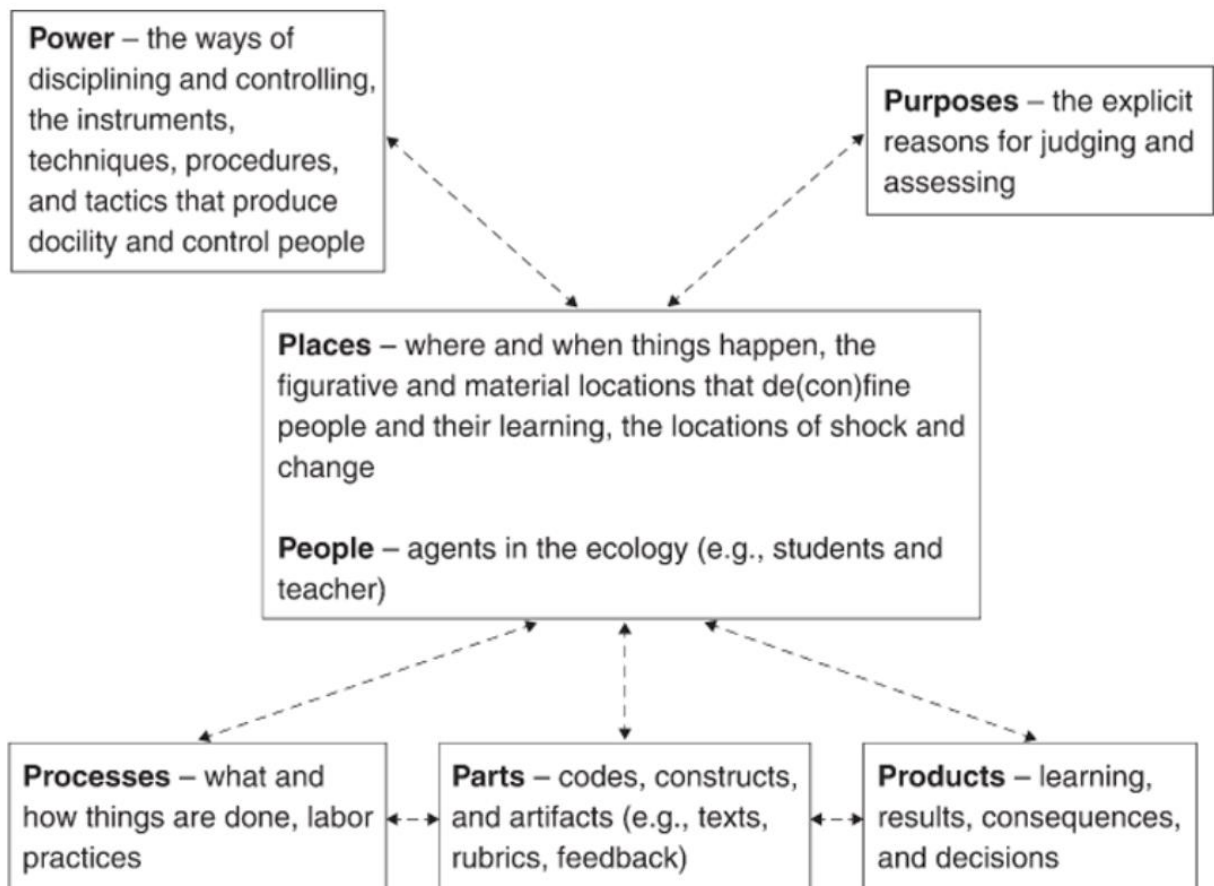 Power – the ways of
disciplining and controlling,
the instruments,
techniques, procedures,
and tactics that produce
docility and control people
Purposes – the explicit
reasons for judging and
assessing
Places – where and when things happen, the
figurative and material locations that de(con)fine
people and their learning, the locations of shock and
change
People – agents in the ecology (e.g., students and
teacher)
Processes – what and
how things are done, labor
practices
Parts – codes, constructs,
and artifacts (e.g., texts,
rubrics, feedback)
Products – learning,
results, consequences,
and decisions